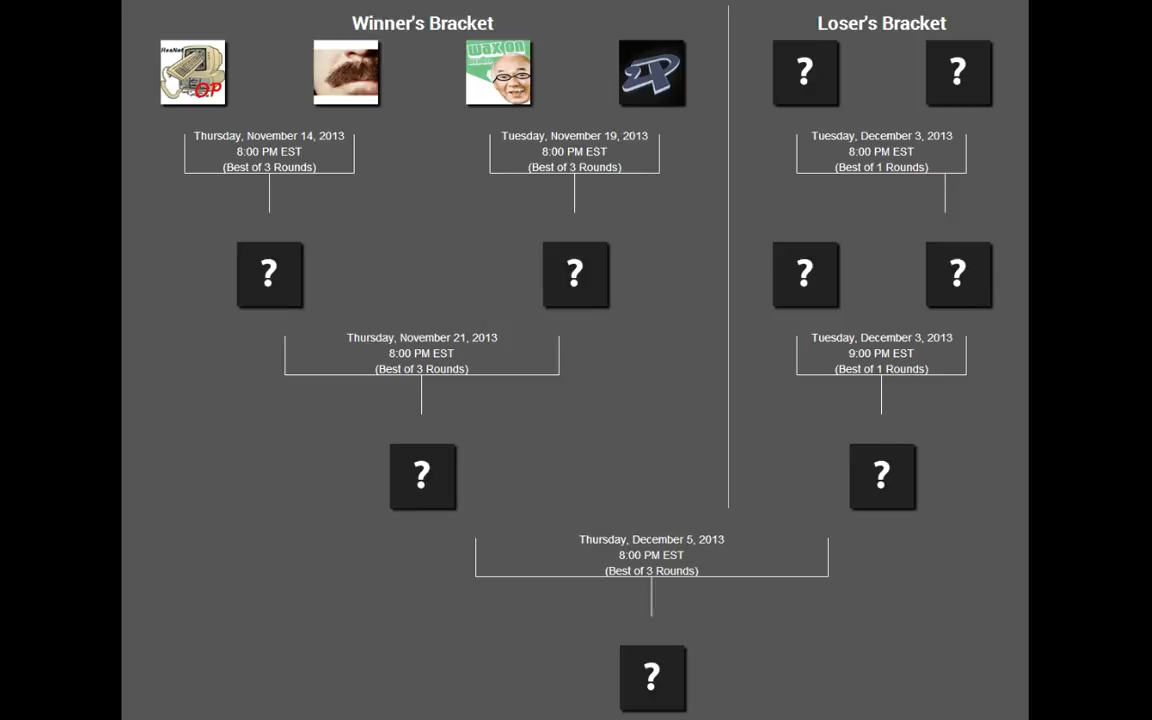 Winner's Bracket
Loser's Bracket
ResNet
O.P
wax on
?
?
Thursday, November 14, 2013
8:00 PM EST
(Best of 3 Rounds)
Tuesday, November 19, 2013
8:00 PM EST
(Best of 3 Rounds)
Tuesday, December 3, 2013
8:00 PM EST
(Best of 1 Rounds)
?
?
?
?
Thursday, November 21, 2013
8:00 PM EST
(Best of 3 Rounds)
Tuesday, December 3, 2013
9:00 PM EST
(Best of 1 Rounds)
?
?
Thursday, December 5, 2013
8:00 PM EST
(Best of 3 Rounds)
?